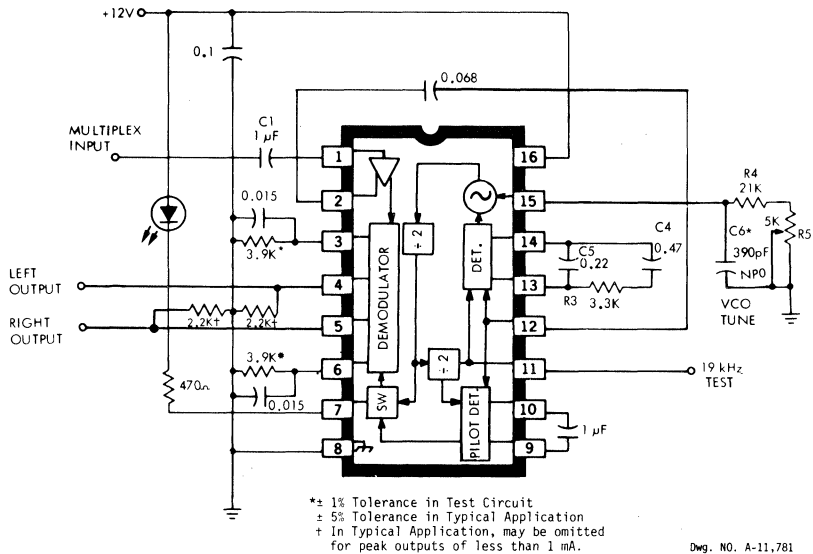 +12V
0.1
0.068
C1
1 µF
MULTIPLEX
INPUT
1
16
R4
21K
2
15
0.015
5K
R5
C6*
390pF
NPO
VCO
TUNE
÷ 2
3
3.9K*
DET.
14
C5
0.22
C4
0.47
LEFT
OUTPUT
4
13
R3
3.3K
DEMODULATOR
2.2K†
2.2K†
RIGHT
OUTPUT
5
12
3.9K*
6
÷ 2
11
19 kHz
TEST
470Ω
0.015
7
SW
PILOT DET.
10
1 µF
8
9
*± 1% Tolerance in Test Circuit
± 5% Tolerance in Typical Application
† In Typical Application, may be omitted
for peak outputs of less than 1 mA.
Dwg. NO. A-11,781